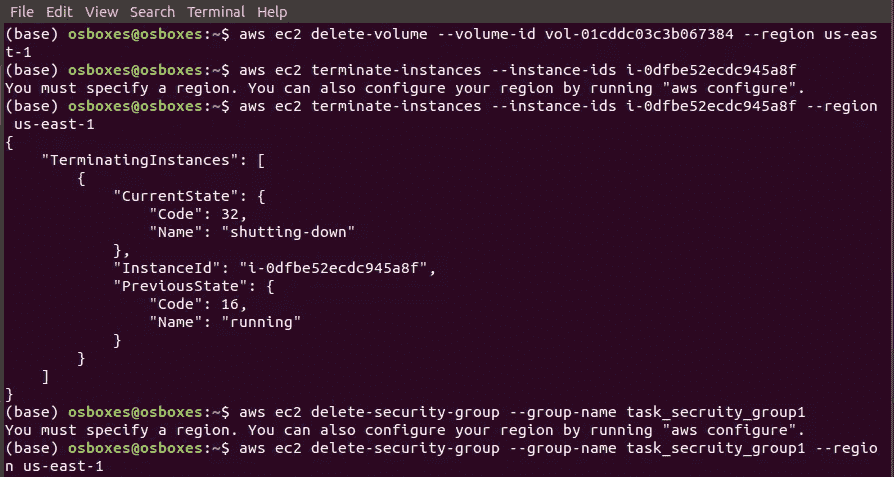 File Edit View Search Terminal Help
(base) osboxes@osboxes:~$ aws ec2 delete-volume --volume-id vol-01cddc03c3b067384 --region us-eas
t-1
(base) osboxes@osboxes:~$ aws ec2 terminate-instances --instance-ids i-0dfbe52ecdc945a8f
You must specify a region. You can also configure your region by running "aws configure".
(base) osboxes@osboxes:~$ aws ec2 terminate-instances --instance-ids i-0dfbe52ecdc945a8f --region
 us-east-1
{
    "TerminatingInstances": [
        {
            "CurrentState": {
                "Code": 32,
                "Name": "shutting-down"
            },
            "InstanceId": "i-0dfbe52ecdc945a8f",
            "PreviousState": {
                "Code": 16,
                "Name": "running"
            }
        }
    ]
}
(base) osboxes@osboxes:~$ aws ec2 delete-security-group --group-name task_secruity_group1
You must specify a region. You can also configure your region by running "aws configure".
(base) osboxes@osboxes:~$ aws ec2 delete-security-group --group-name task_secruity_group1 --regio
n us-east-1